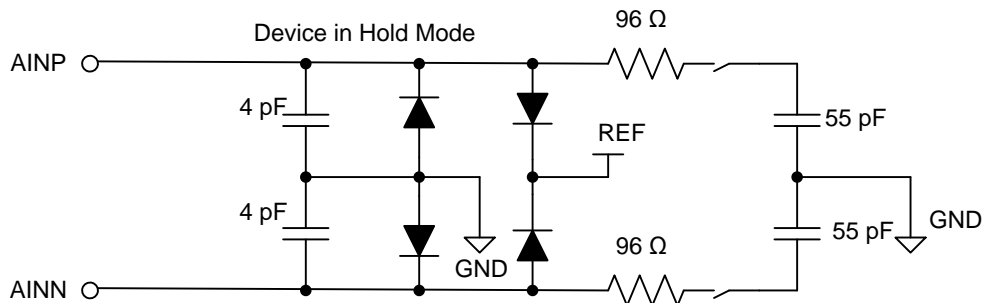 96 Ω
Device in Hold Mode
AINP
4 pF
55 pF
REF
4 pF
GND
GND
55 pF
96 Ω
AINN